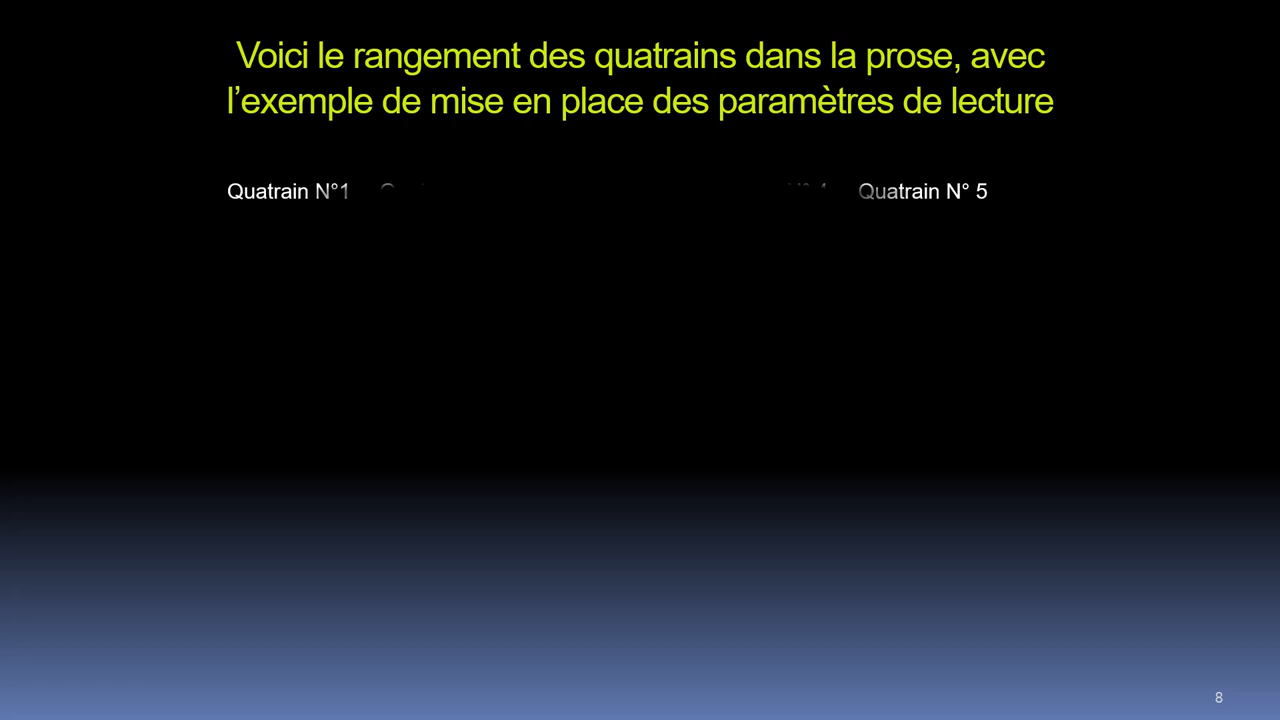 Voici le rangement des quatrains dans la prose, avec
l’exemple de mise en place des paramètres de lecture
Quatrain N°1 Quatrain N° 5
8